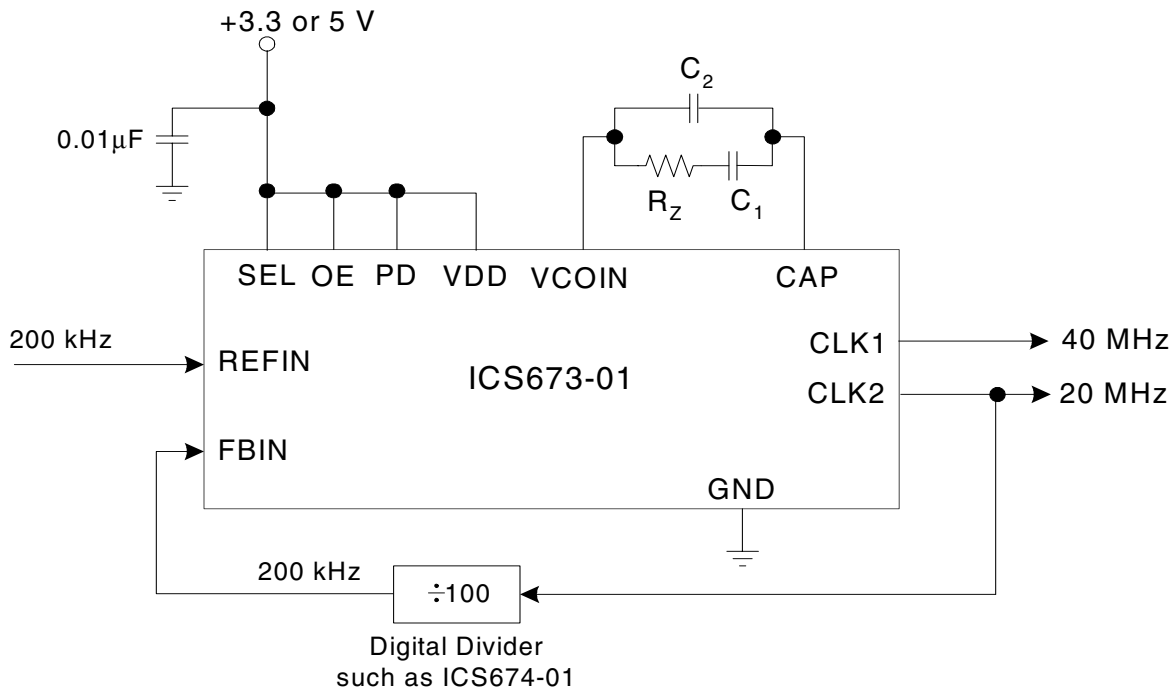 +3.3 or 5 V
C2
0.01μF
RZ
C1
SEL OE PD VDD VCOIN CAP
200 kHz
REFIN
CLK1
40 MHz
ICS673-01
CLK2
20 MHz
FBIN
GND
200 kHz
÷100
Digital Divider
such as ICS674-01